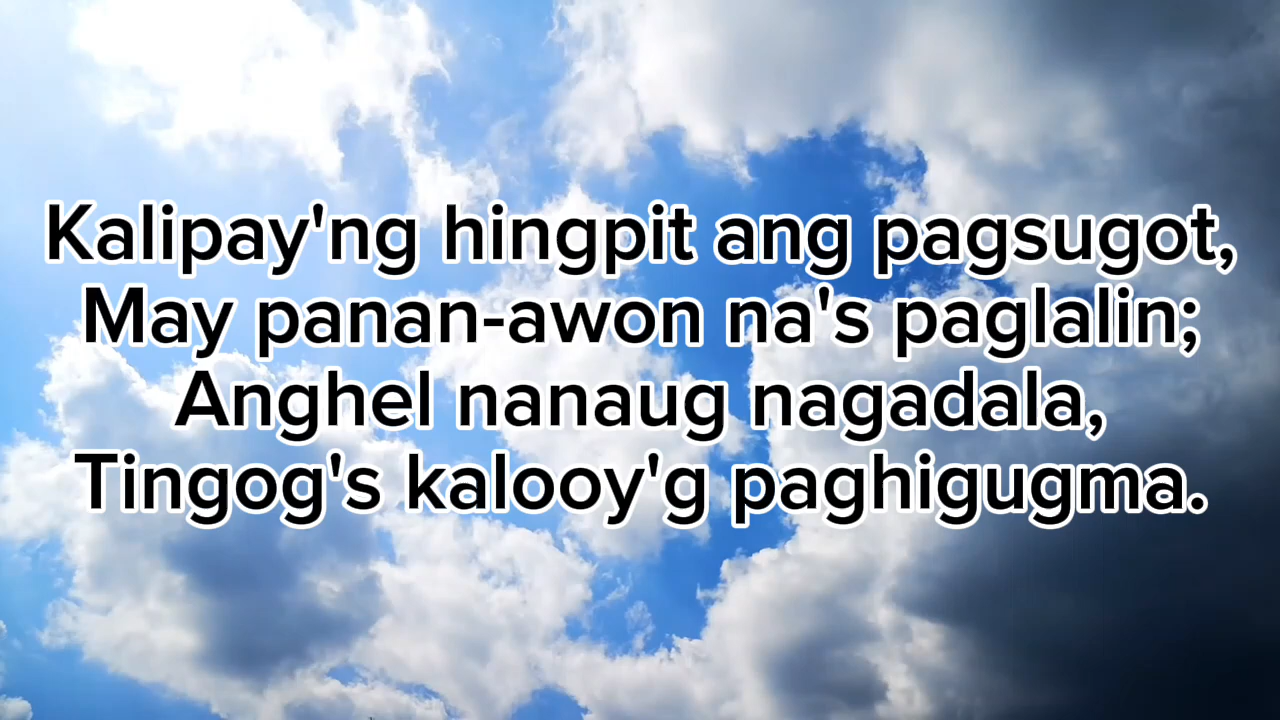 Kalipay'ng hingpit ang pagsugot,
May panan-awon na's paglalin;
Anghel nanaug nagadala,
Tingog's kalooy'g paghigugma.